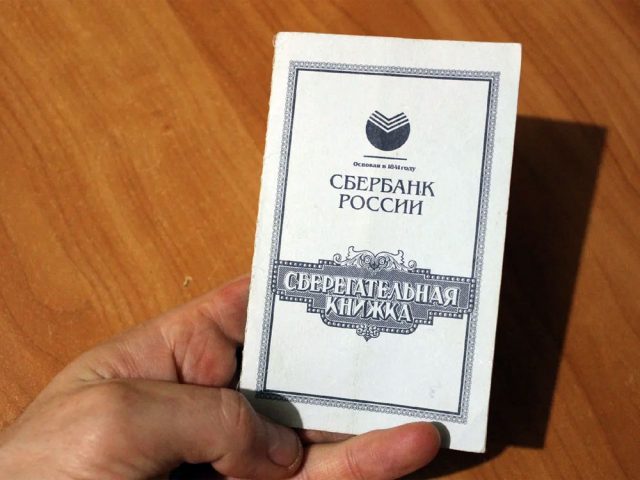 Основан в 1841 году
СБЕРБАНК
РОССИИ
СБЕРЕГАТЕЛЬНАЯ
КНИЖКА